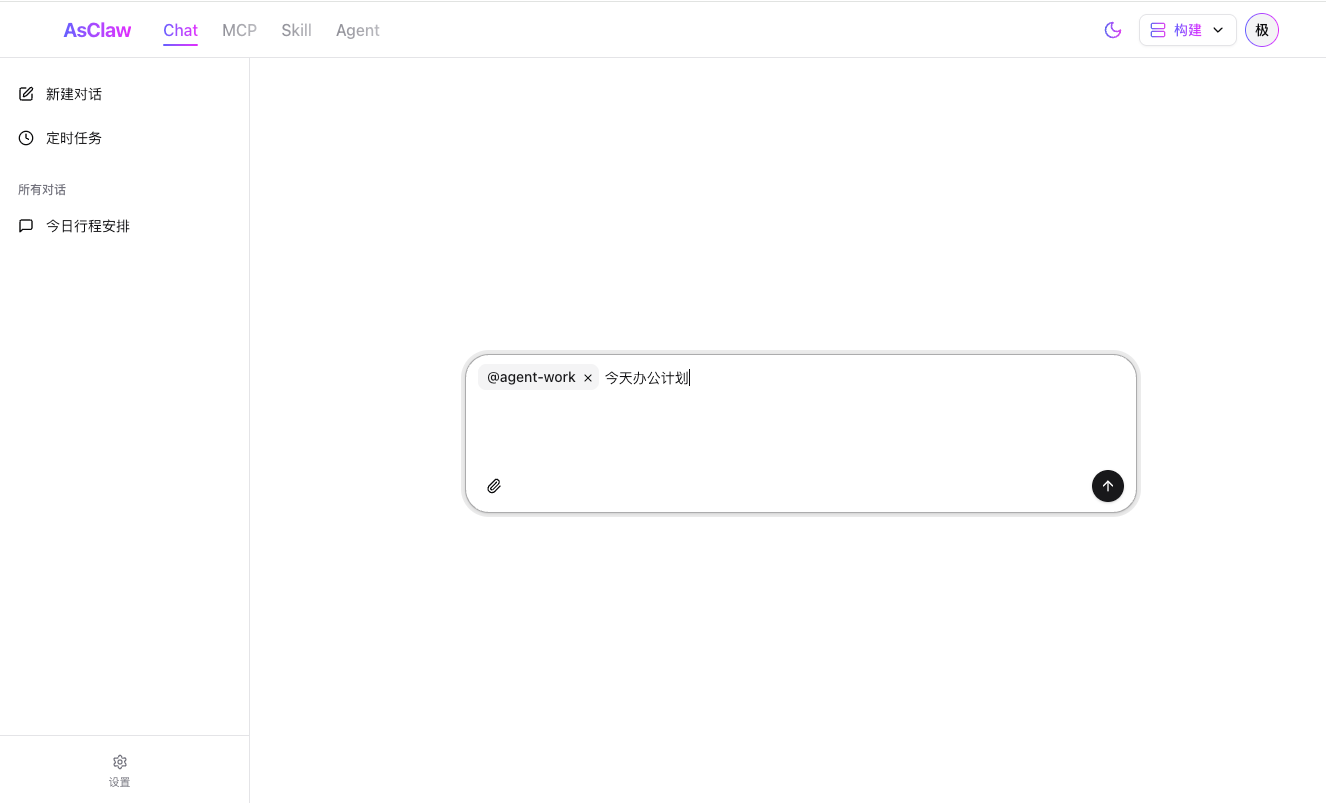 AsClaw Chat MCP Skill Agent 构建 极
新建对话
定时任务
所有对话
今日行程安排
@agent-work × 今天办公计划
设置